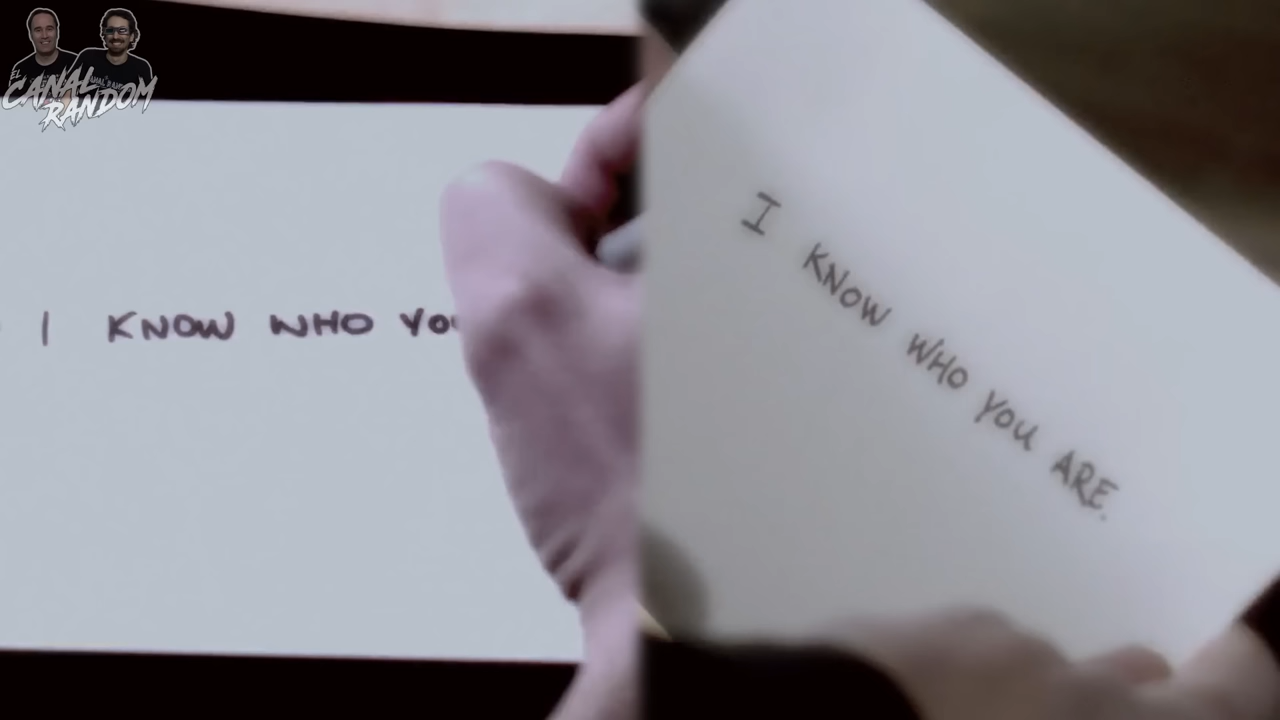 EL
CANAL
RANDOM
I KNOW WHO YOU
I KNOW WHO YOU ARE.